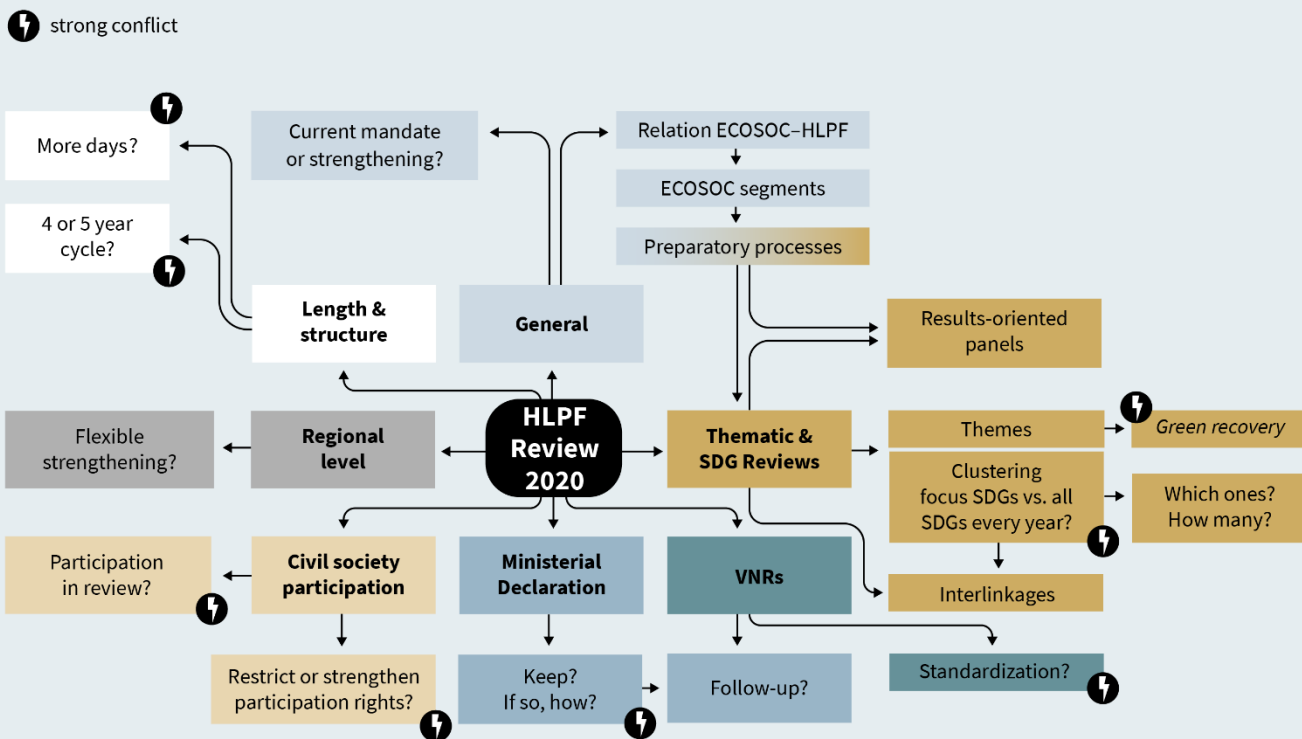 strong conflict
More days?
Current mandate
or strengthening?
Relation ECOSOC–HLPF
ECOSOC segments
4 or 5 year
cycle?
Preparatory processes
Length &
structure
General
Results-oriented
panels
Flexible
strengthening?
Regional
level
HLPF
Review
2020
Thematic &
SDG Reviews
Themes
Green recovery
Clustering
focus SDGs vs. all
SDGs every year?
Which ones?
How many?
Participation
in review?
Civil society
participation
Ministerial
Declaration
VNRs
Interlinkages
Restrict or strengthen
participation rights?
Keep?
If so, how?
Follow-up?
Standardization?